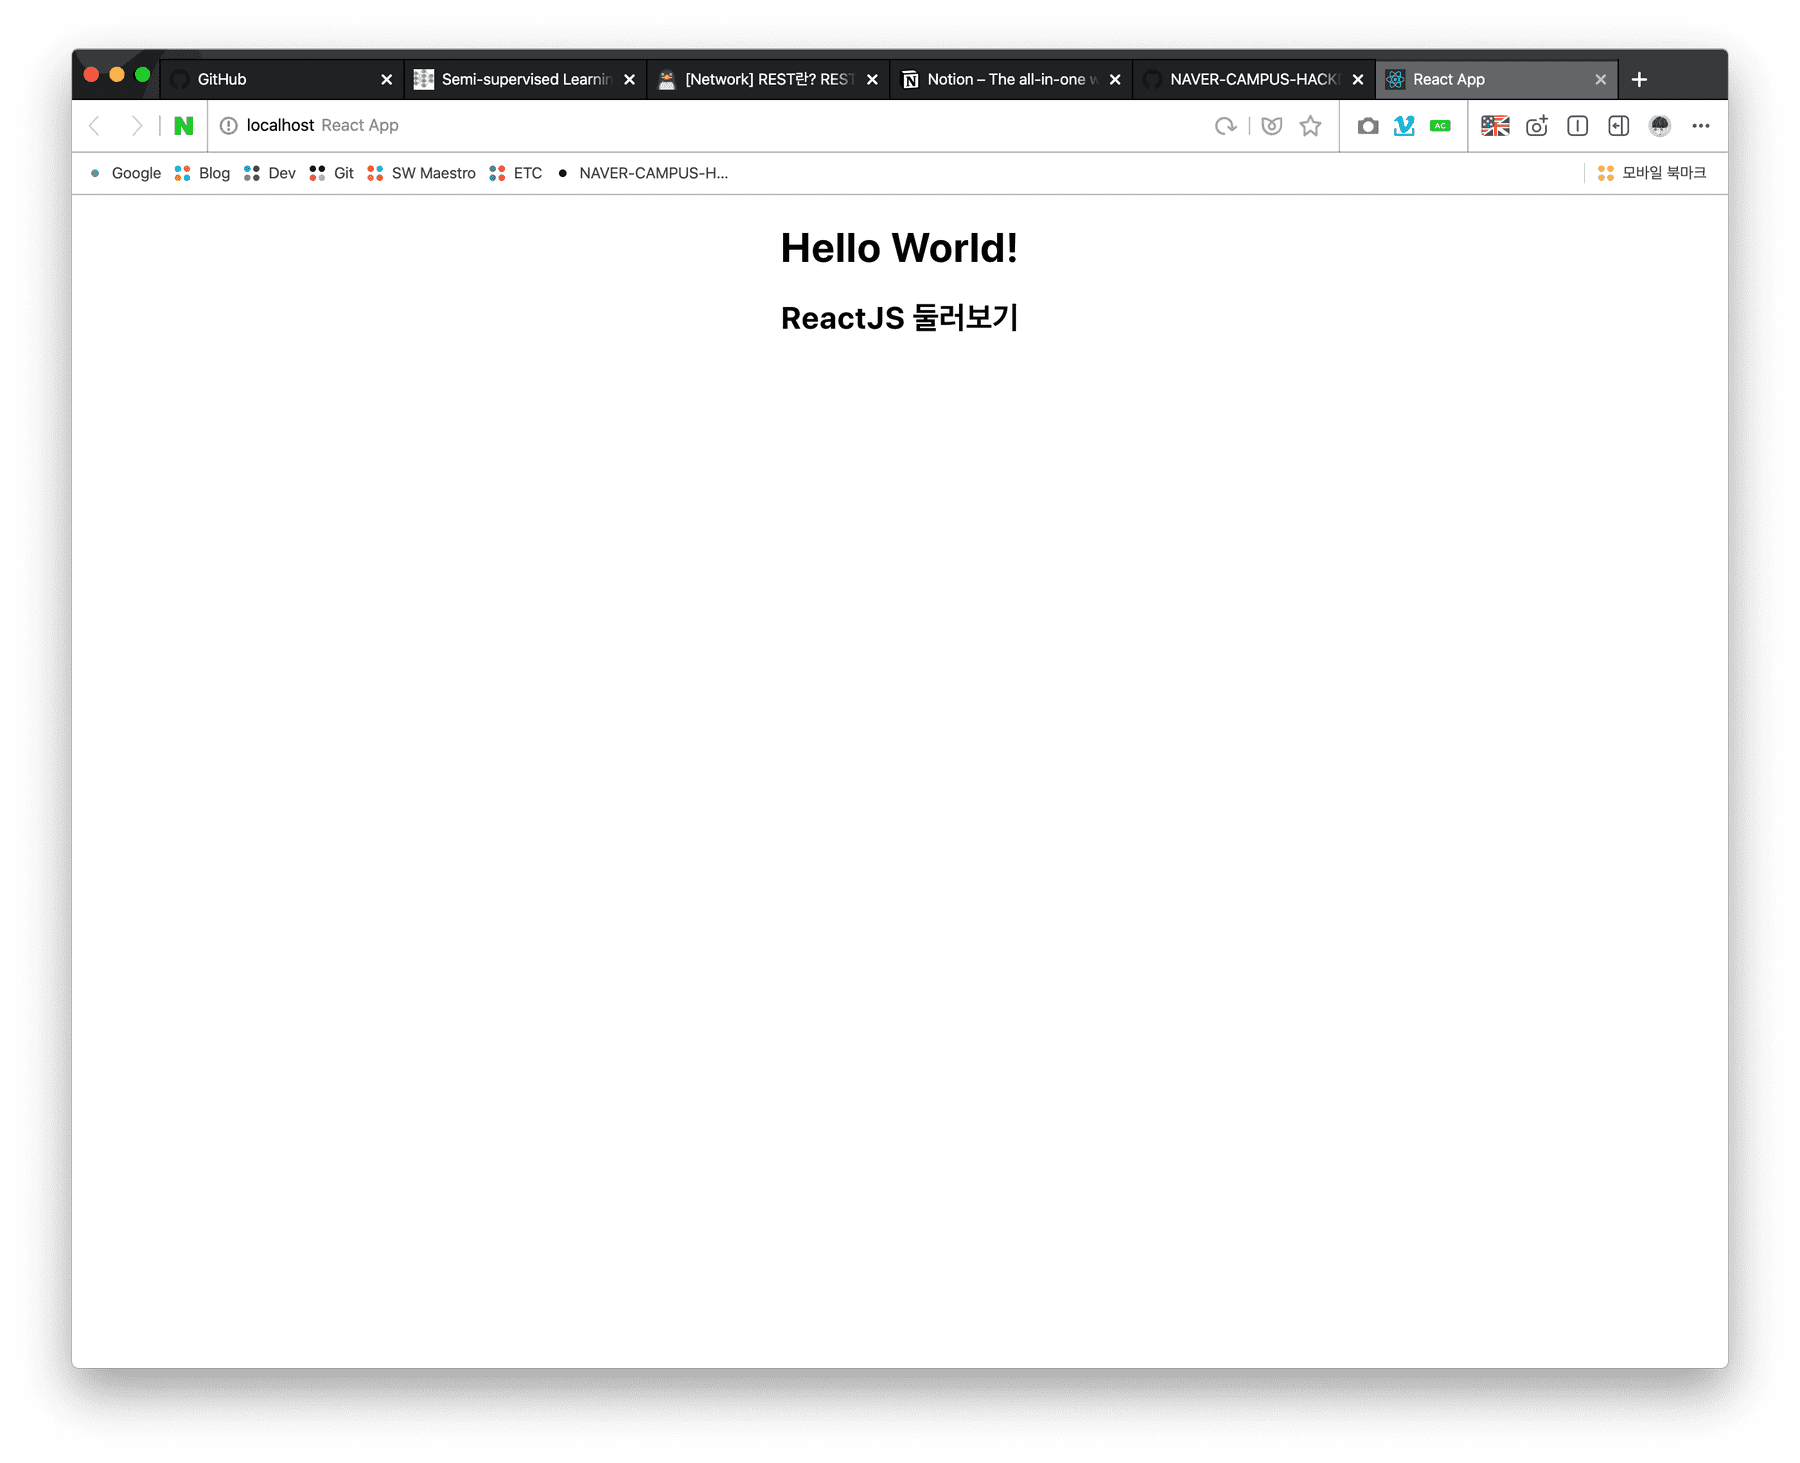 GitHub
Semi-supervised Learnin
[Network] REST란? REST
Notion – The all-in-one w
NAVER-CAMPUS-HACK
React App
N localhost React App
AC
Google Blog Dev Git SW Maestro ETC NAVER-CAMPUS-H... 모바일 북마크
Hello World!
ReactJS 둘러보기